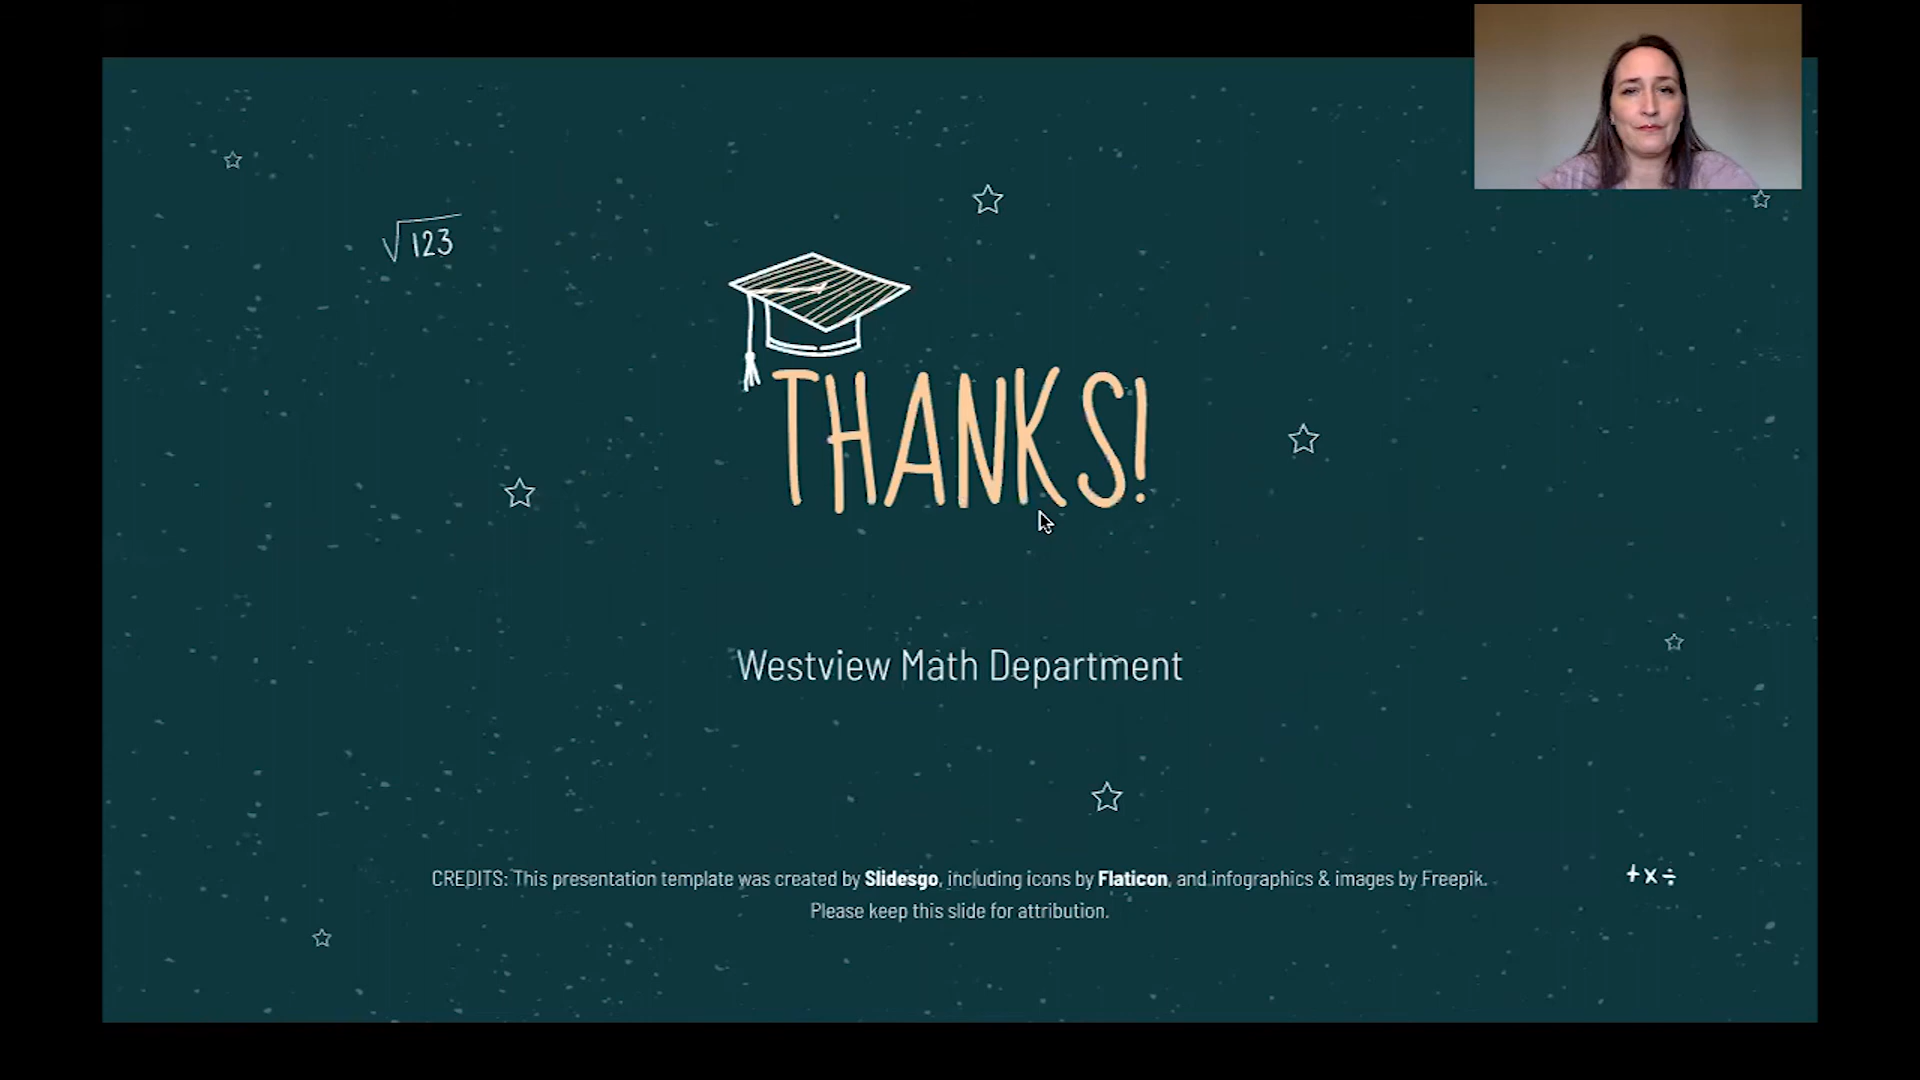 √123
THANKS!
Westview Math Department
CREDITS: This presentation template was created by Slidesgo, including icons by Flaticon, and infographics & images by Freepik.
Please keep this slide for attribution.
+x÷